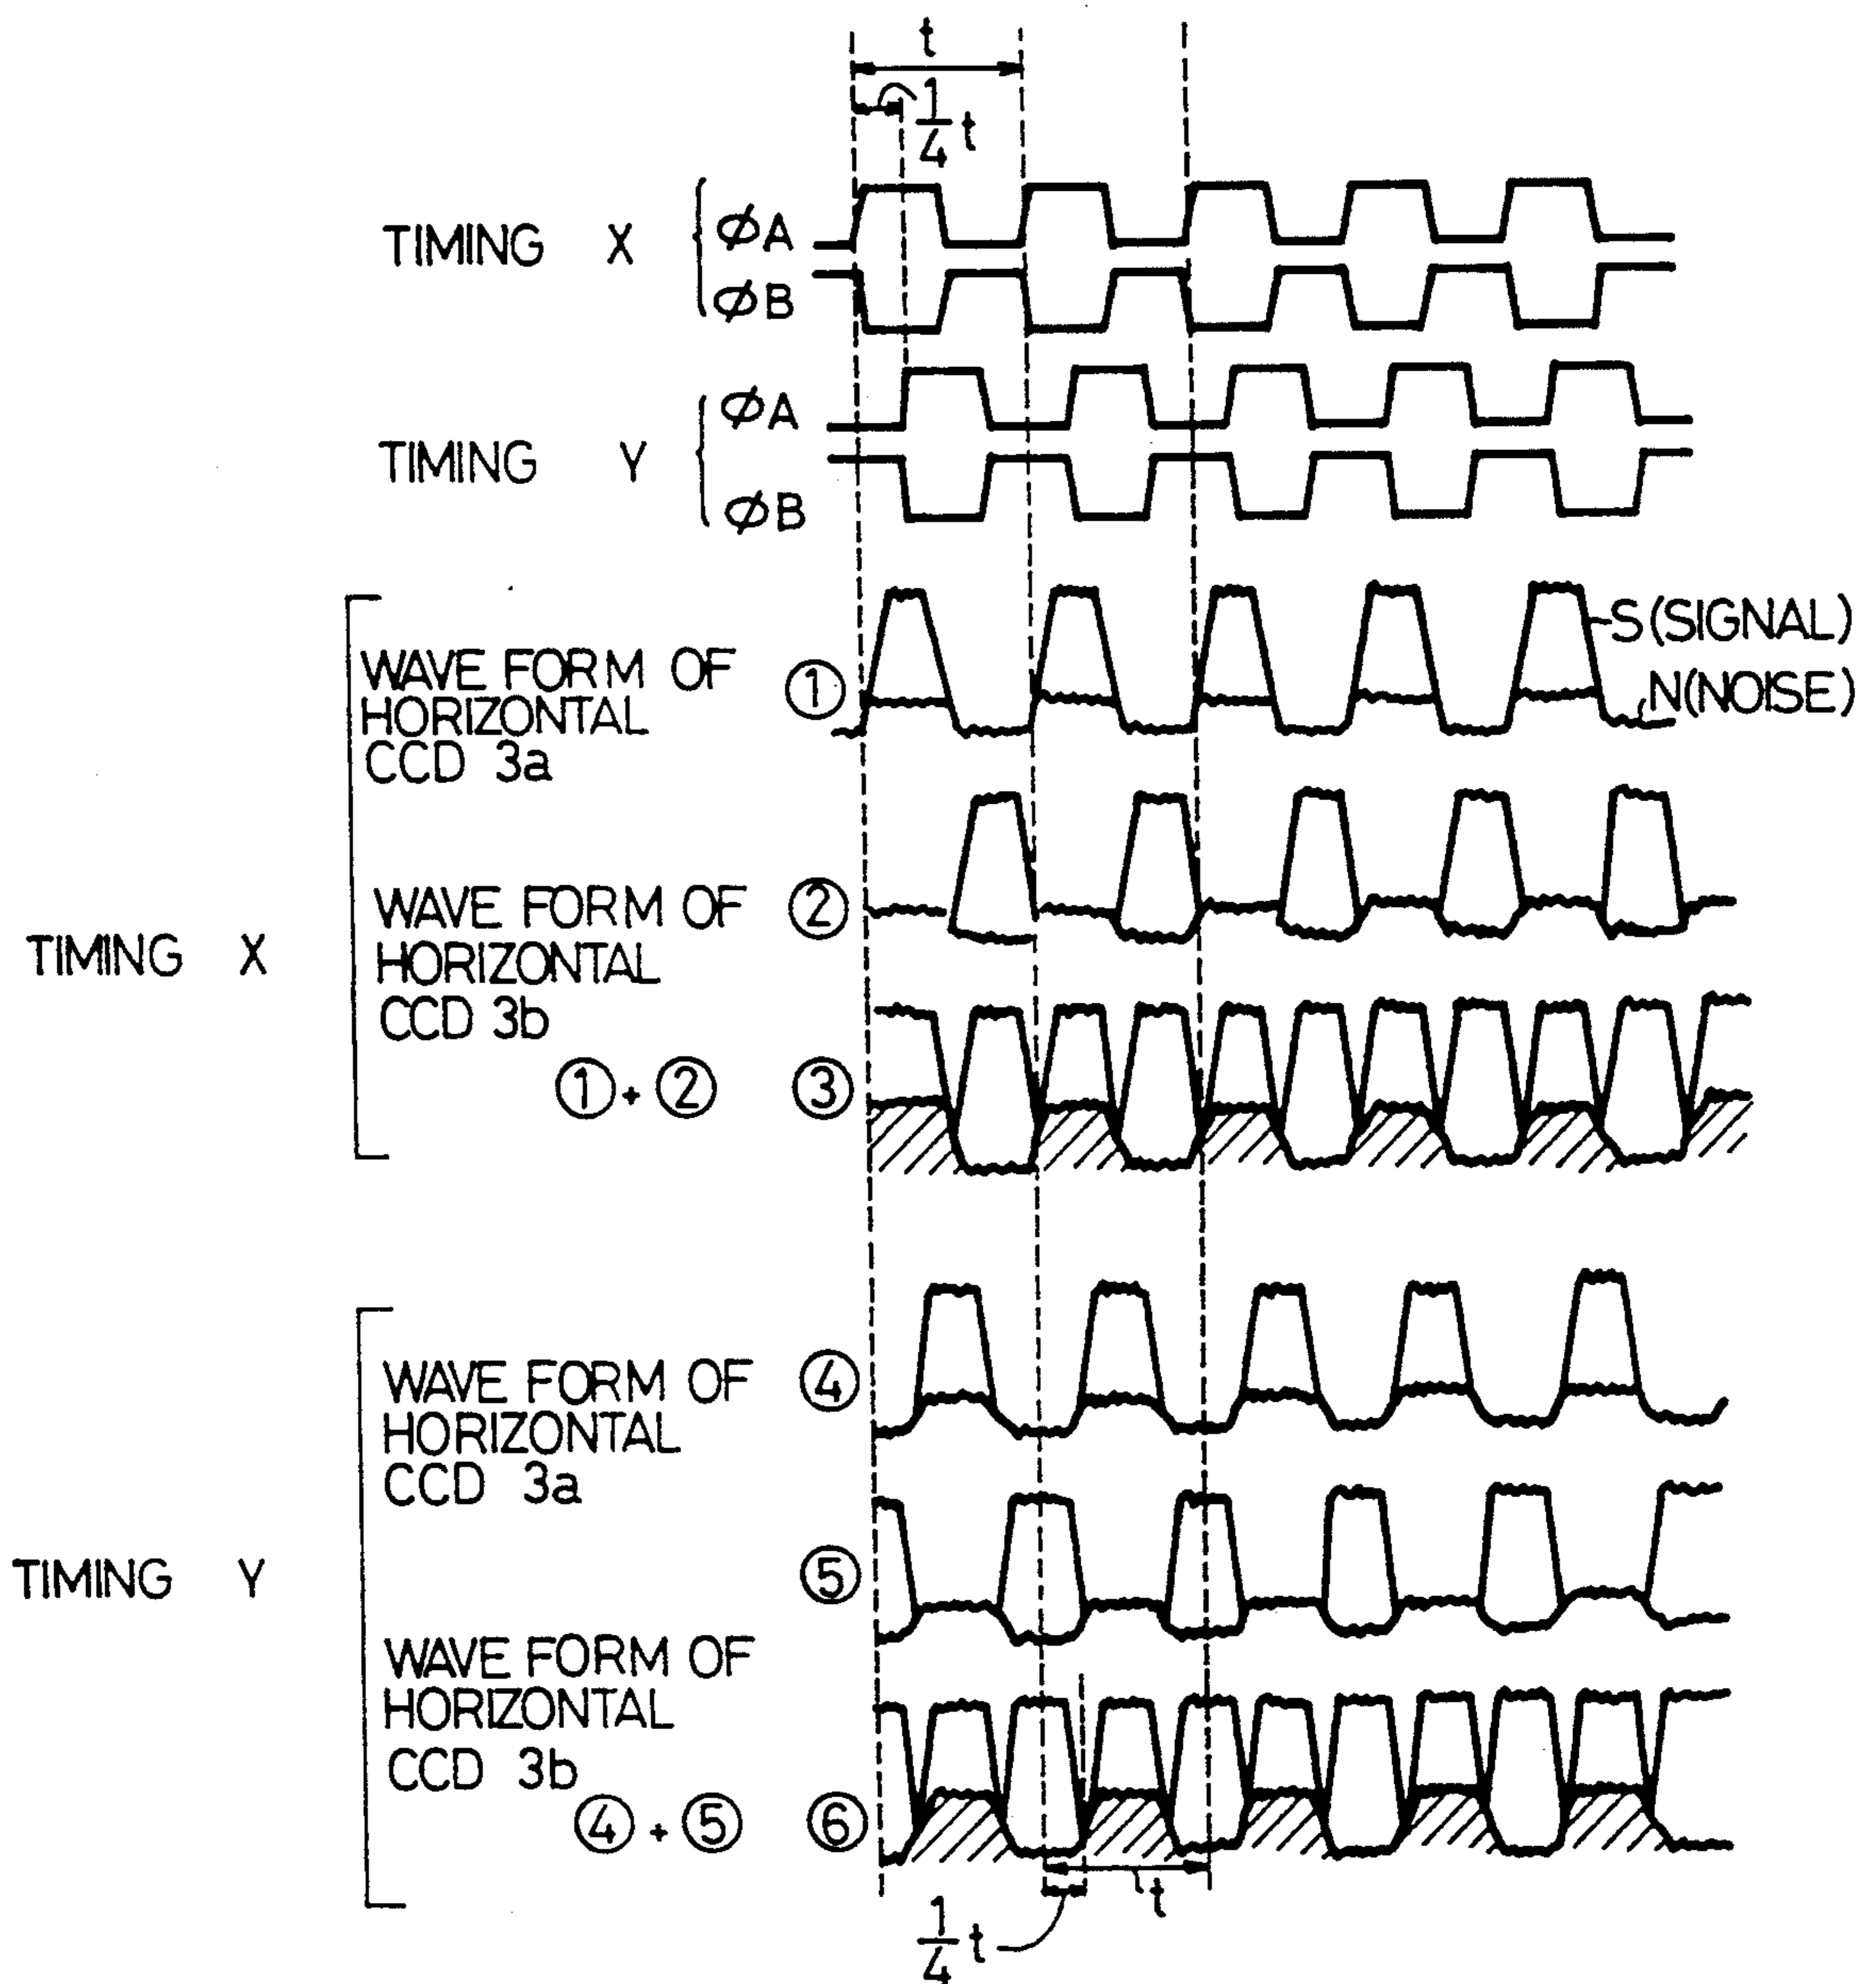 t
1/4 t
TIMING X
ϕA
ϕB
TIMING Y
ϕA
ϕB
TIMING X
WAVE FORM OF
HORIZONTAL
CCD 3a
①
S(SIGNAL)
N(NOISE)
WAVE FORM OF
HORIZONTAL
CCD 3b
②
①+②
③
TIMING Y
WAVE FORM OF
HORIZONTAL
CCD 3a
④
WAVE FORM OF
HORIZONTAL
CCD 3b
⑤
④+⑤
⑥
t
1/4 t